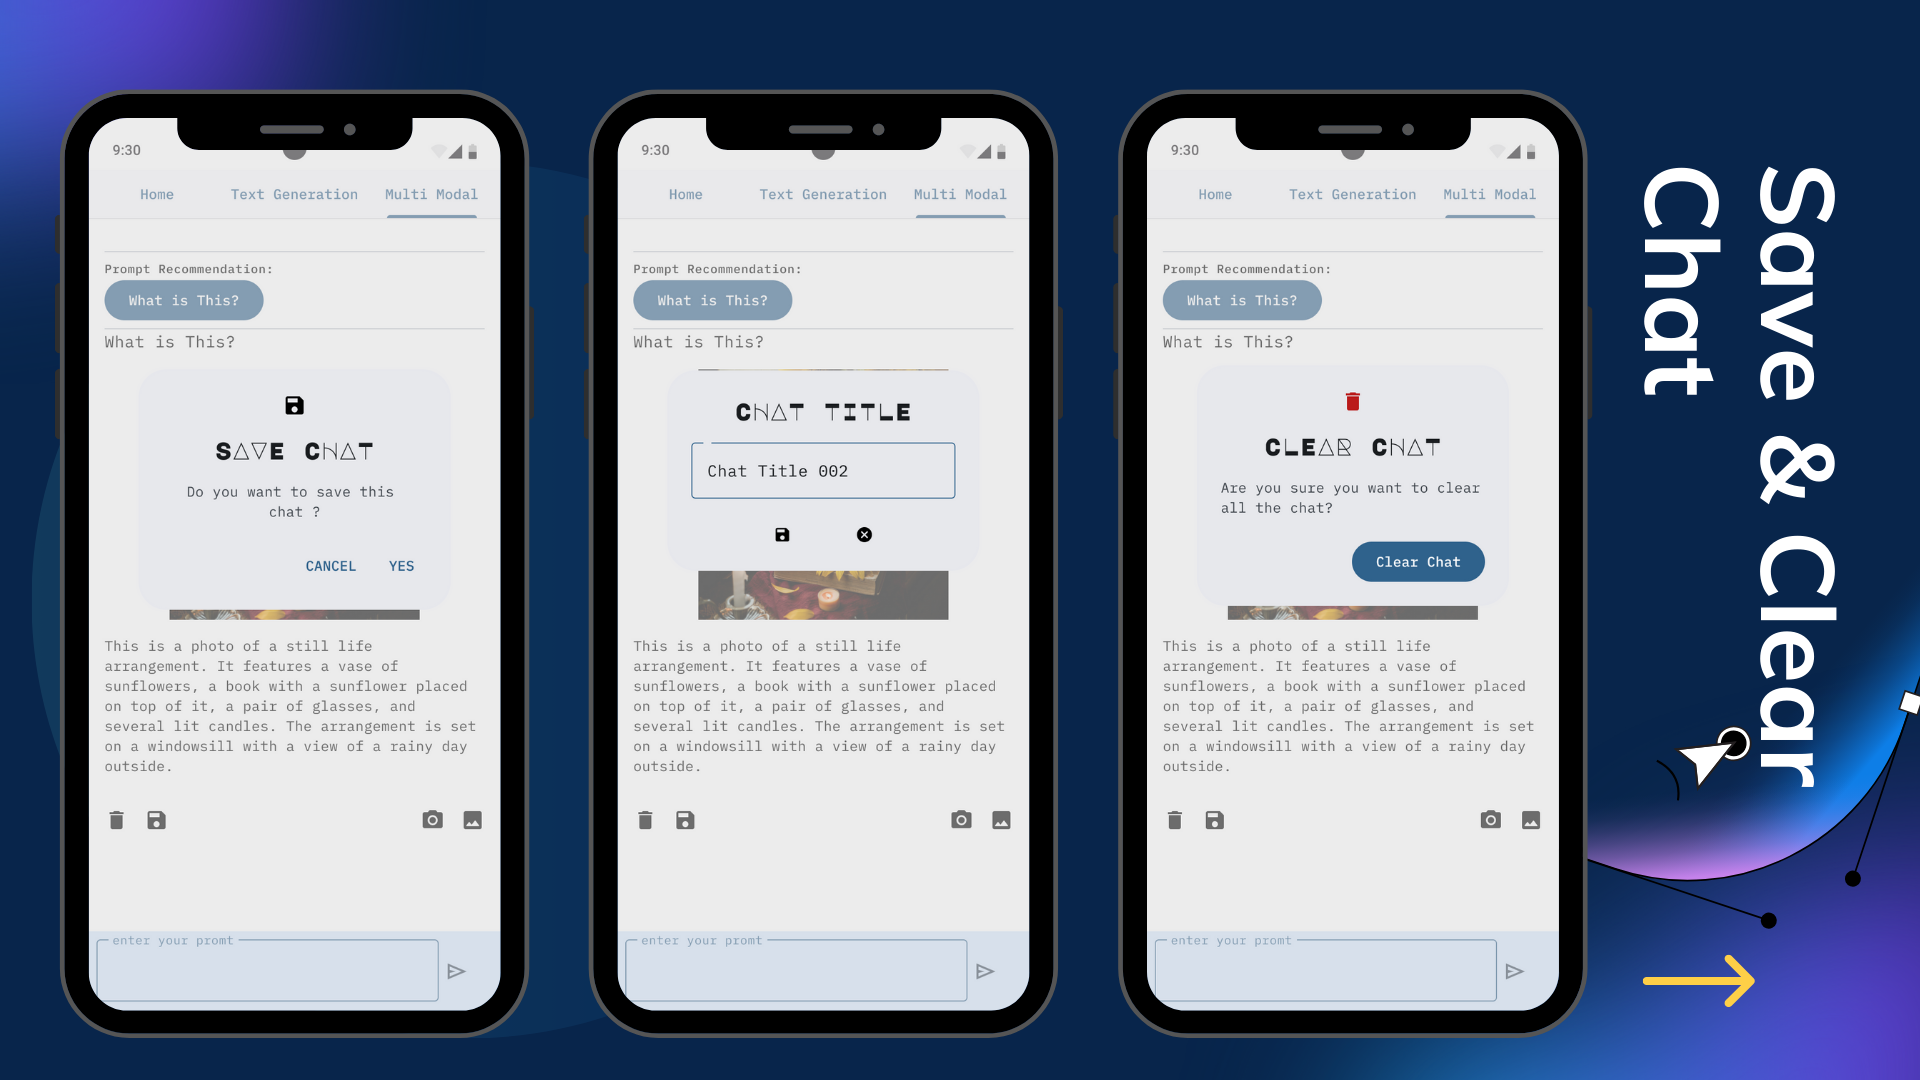 9:30
Home
Text Generation
Multi Modal
Prompt Recommendation:
What is This?
What is This?
SAVE CHAT
Do you want to save this
chat ?
CANCEL
YES
This is a photo of a still life
arrangement. It features a vase of
sunflowers, a book with a sunflower placed
on top of it, a pair of glasses, and
several lit candles. The arrangement is set
on a windowsill with a view of a rainy day
outside.
enter your promt
9:30
Home
Text Generation
Multi Modal
Prompt Recommendation:
What is This?
What is This?
CHAT TITLE
Chat Title 002
This is a photo of a still life
arrangement. It features a vase of
sunflowers, a book with a sunflower placed
on top of it, a pair of glasses, and
several lit candles. The arrangement is set
on a windowsill with a view of a rainy day
outside.
enter your promt
9:30
Home
Text Generation
Multi Modal
Prompt Recommendation:
What is This?
What is This?
CLEAR CHAT
Are you sure you want to clear
all the chat?
Clear Chat
This is a photo of a still life
arrangement. It features a vase of
sunflowers, a book with a sunflower placed
on top of it, a pair of glasses, and
several lit candles. The arrangement is set
on a windowsill with a view of a rainy day
outside.
enter your promt
Save & Clear
Chat